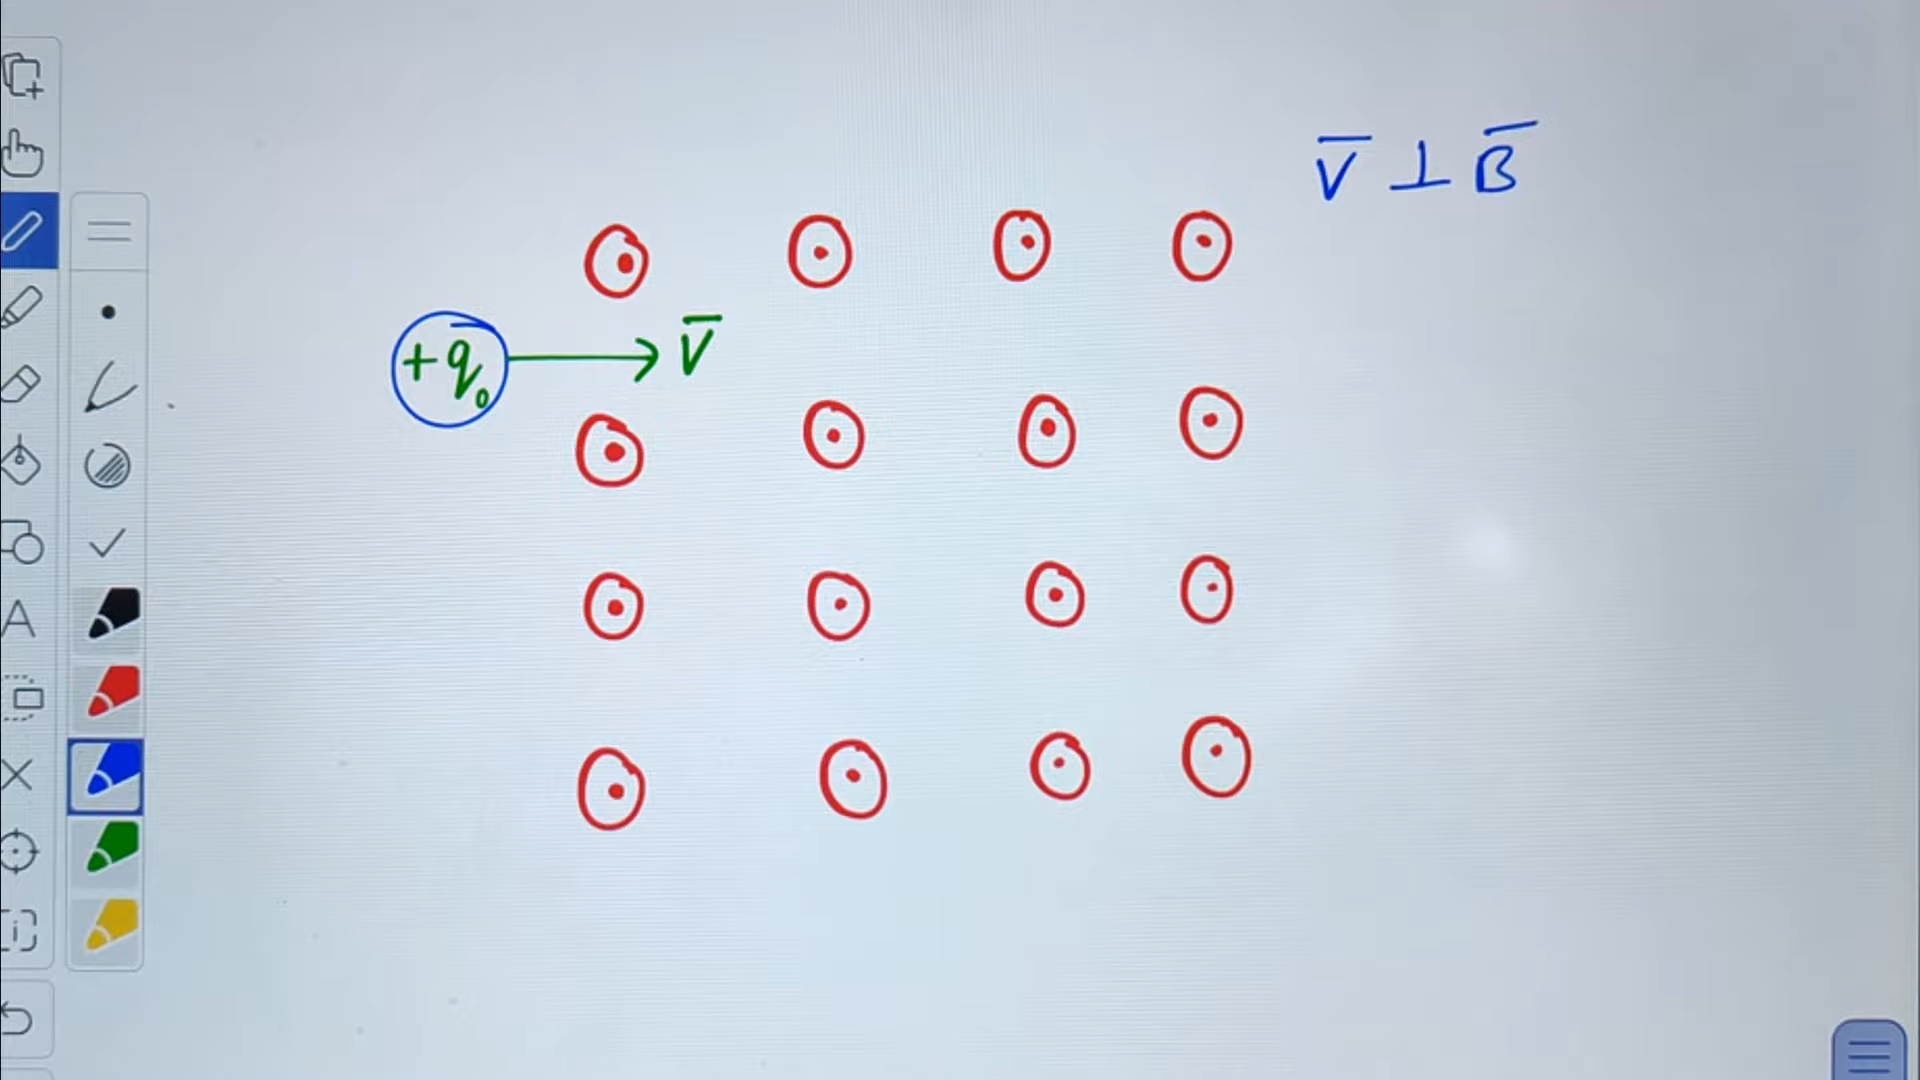 V̅ ⊥ B̅
+q₀ → V̅
A